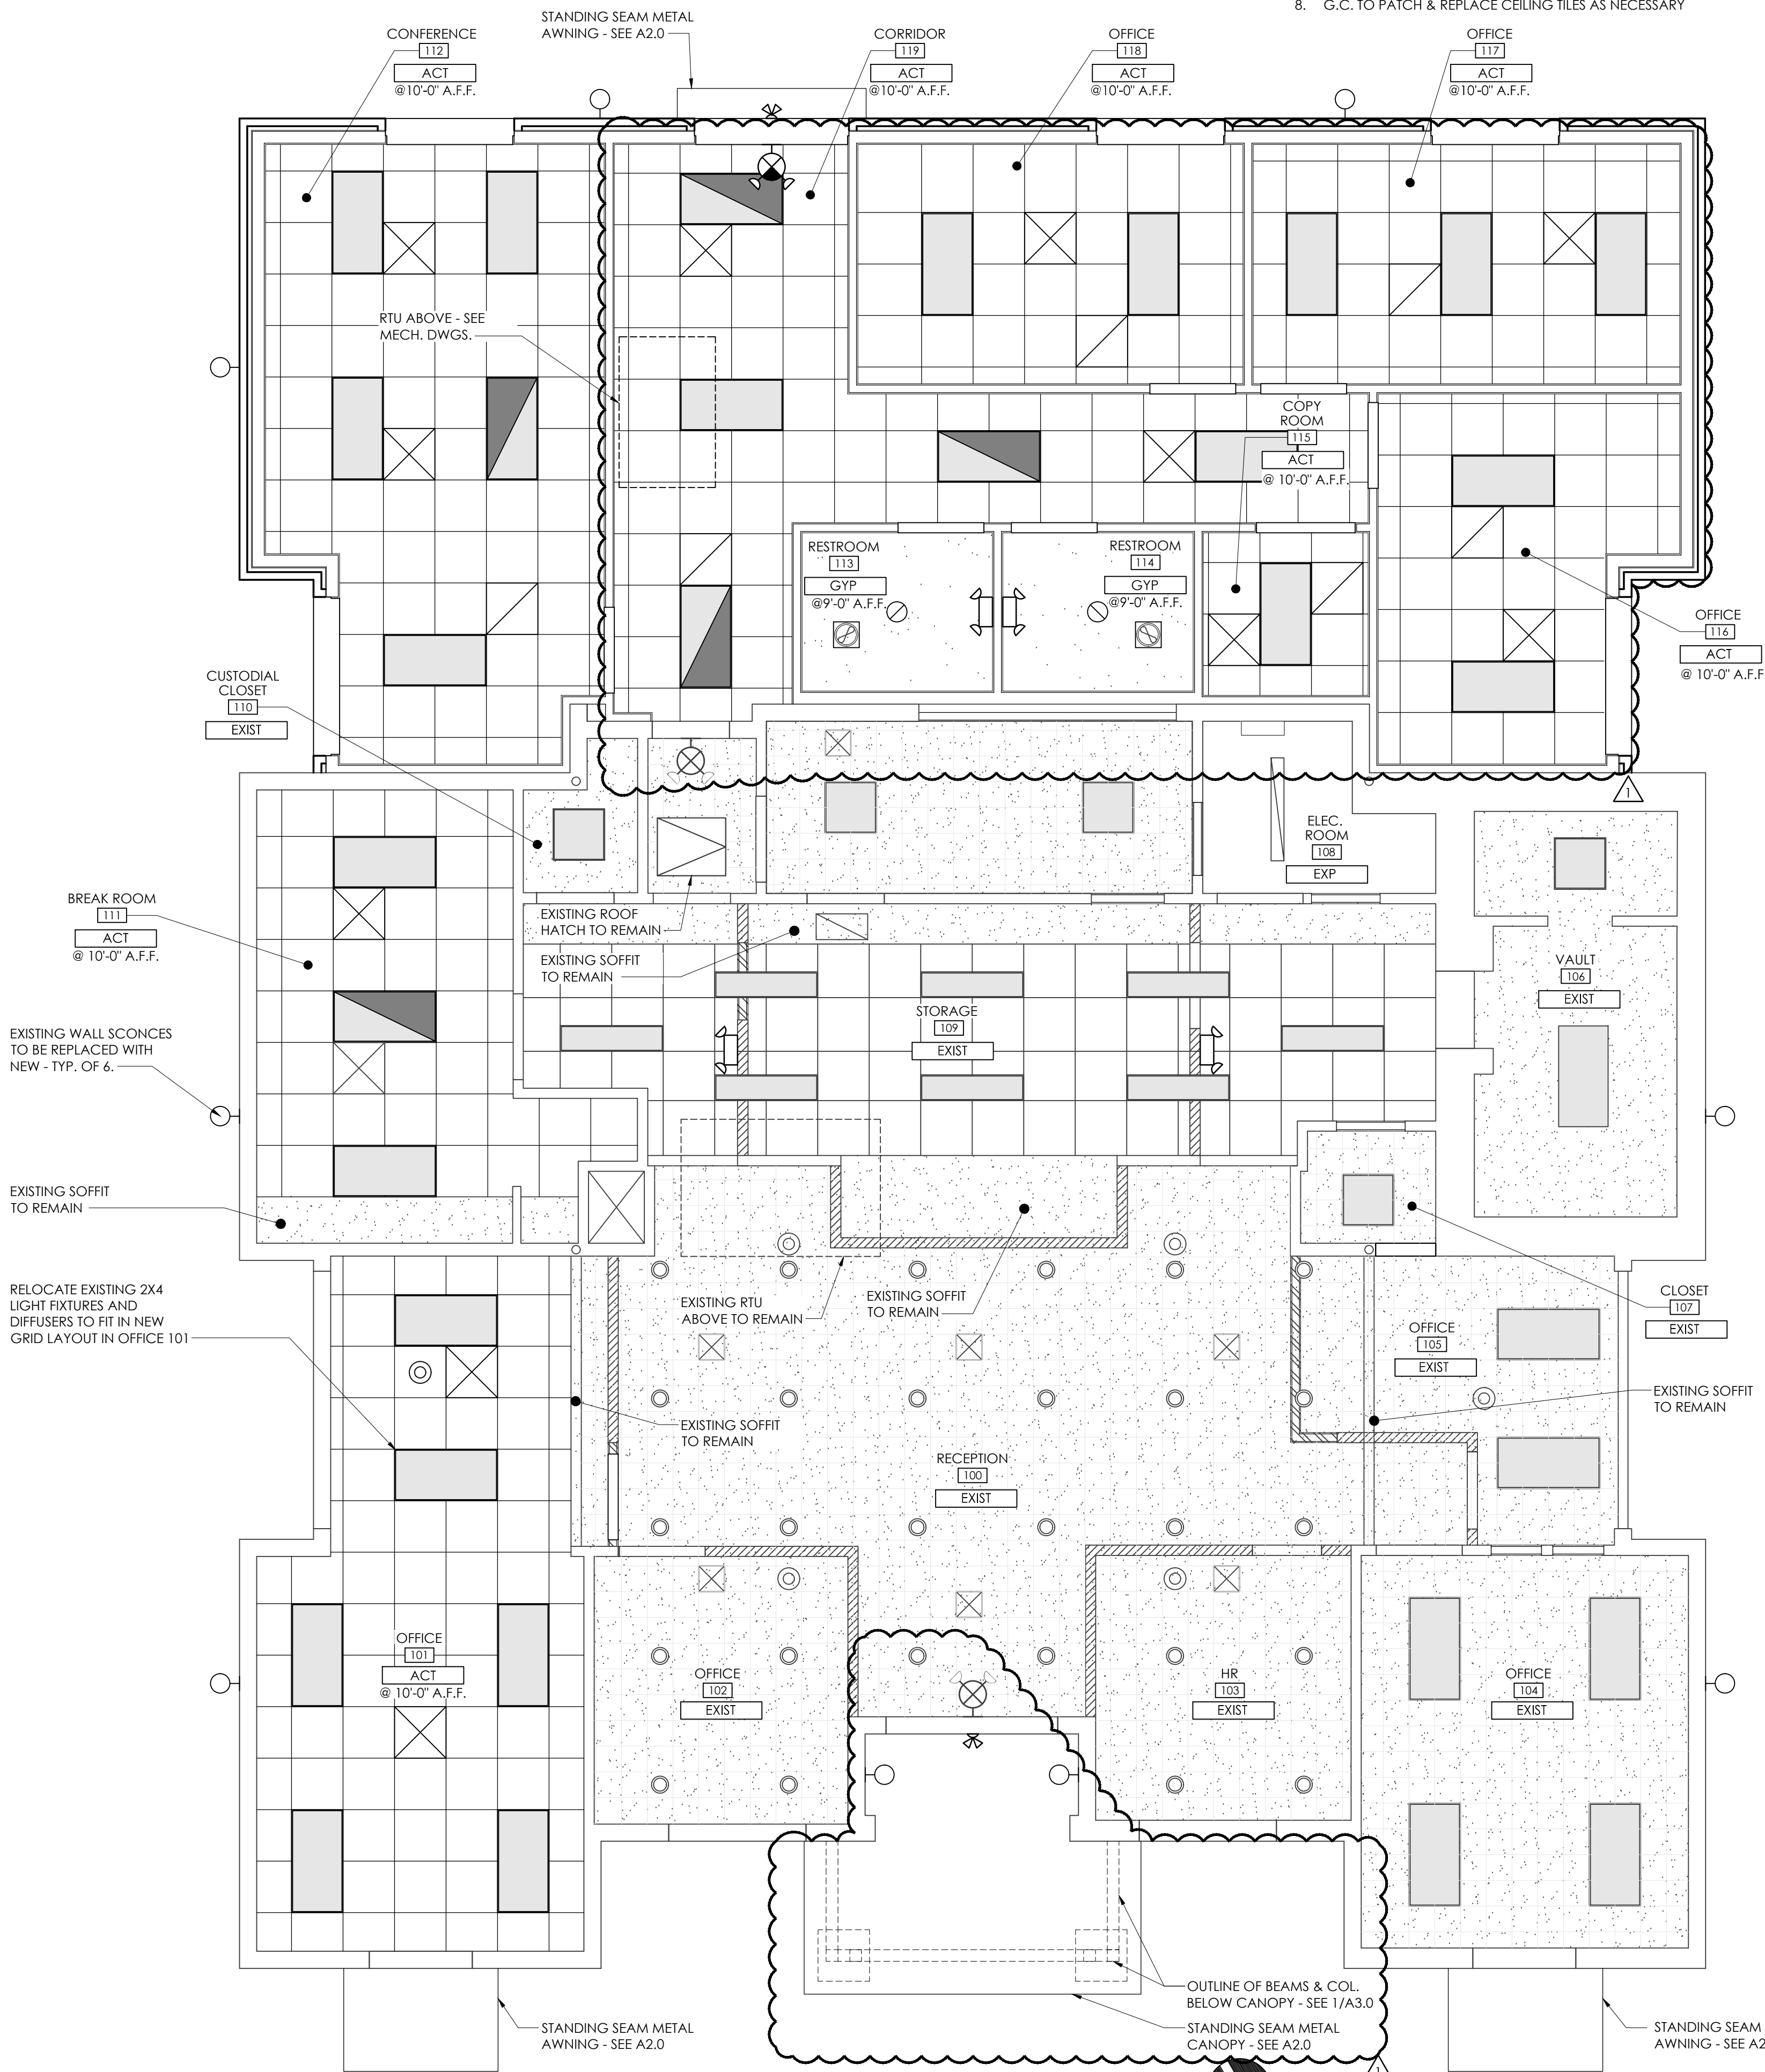 8. G.C. TO PATCH & REPLACE CEILING TILES AS NECESSARY
STANDING SEAM METAL
AWNING - SEE A2.0
CONFERENCE
112
ACT
@10'-0" A.F.F.
CORRIDOR
119
ACT
@10'-0" A.F.F.
OFFICE
118
ACT
@10'-0" A.F.F.
OFFICE
117
ACT
@10'-0" A.F.F.
RTU ABOVE - SEE
MECH. DWGS.
COPY
ROOM
115
ACT
@ 10'-0" A.F.F.
RESTROOM
113
GYP
@9'-0" A.F.F.
RESTROOM
114
GYP
@9'-0" A.F.F.
OFFICE
116
ACT
@ 10'-0" A.F.F
CUSTODIAL
CLOSET
110
EXIST
1
ELEC.
ROOM
108
EXP
BREAK ROOM
111
ACT
@ 10'-0" A.F.F.
EXISTING ROOF
HATCH TO REMAIN
EXISTING SOFFIT
TO REMAIN
VAULT
106
EXIST
STORAGE
109
EXIST
EXISTING WALL SCONCES
TO BE REPLACED WITH
NEW - TYP. OF 6.
EXISTING SOFFIT
TO REMAIN
RELOCATE EXISTING 2X4
LIGHT FIXTURES AND
DIFFUSERS TO FIT IN NEW
GRID LAYOUT IN OFFICE 101
EXISTING RTU
ABOVE TO REMAIN
EXISTING SOFFIT
TO REMAIN
CLOSET
107
EXIST
OFFICE
105
EXIST
EXISTING SOFFIT
TO REMAIN
EXISTING SOFFIT
TO REMAIN
RECEPTION
100
EXIST
OFFICE
101
ACT
@ 10'-0" A.F.F.
OFFICE
102
EXIST
HR
103
EXIST
OFFICE
104
EXIST
OUTLINE OF BEAMS & COL.
BELOW CANOPY - SEE 1/A3.0
STANDING SEAM METAL
AWNING - SEE A2.0
STANDING SEAM METAL
CANOPY - SEE A2.0
STANDING SEAM
AWNING - SEE A2
1